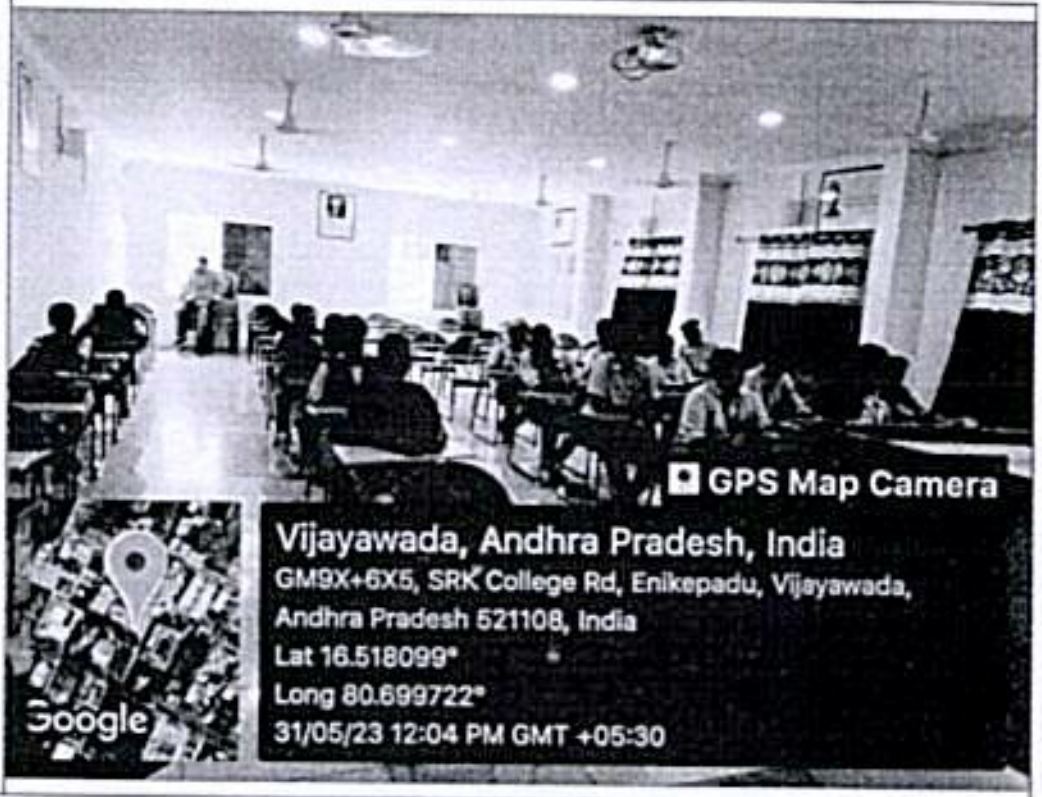 GPS Map Camera
Vijayawada, Andhra Pradesh, India
GM9X+6X5, SRK College Rd, Enikepadu, Vijayawada,
Andhra Pradesh 521108, India
Lat 16.518099°
Long 80.699722°
31/05/23 12:04 PM GMT +05:30
Google